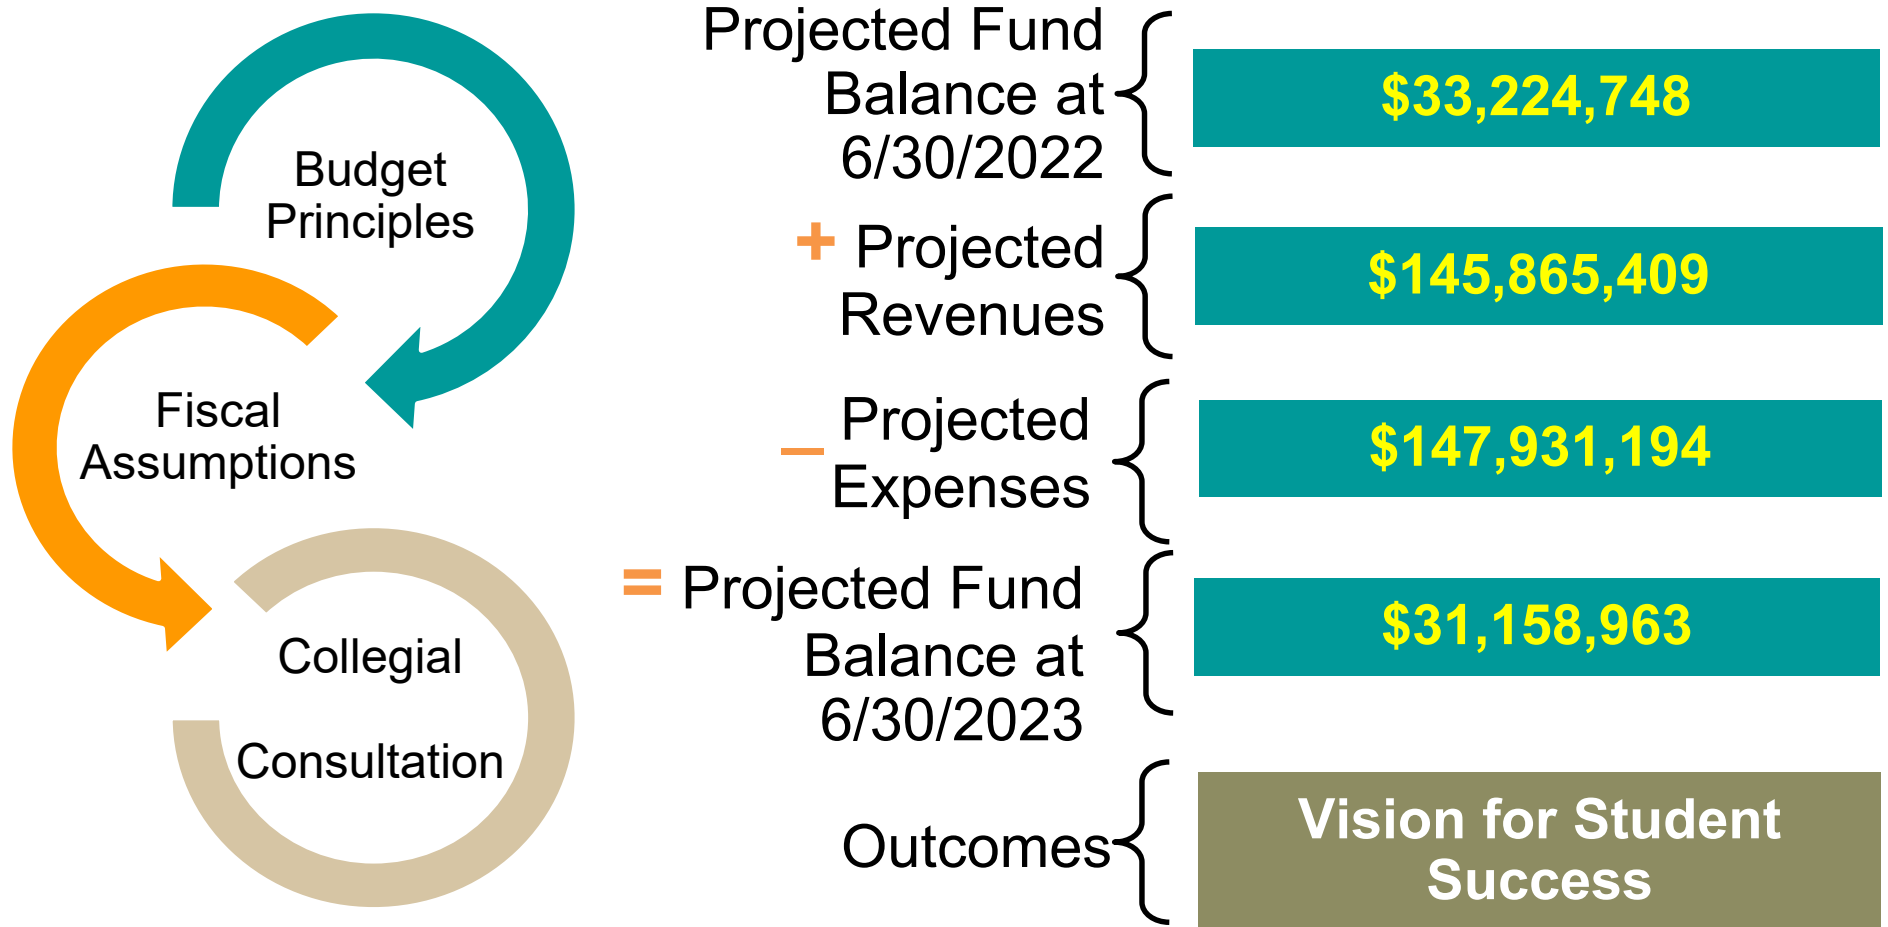 Budget
Principles
Fiscal
Assumptions
Collegial
Consultation
Projected Fund
Balance at
6/30/2022
$33,224,748
+ Projected
Revenues
$145,865,409
– Projected
Expenses
$147,931,194
= Projected Fund
Balance at
6/30/2023
$31,158,963
Outcomes
Vision for Student
Success